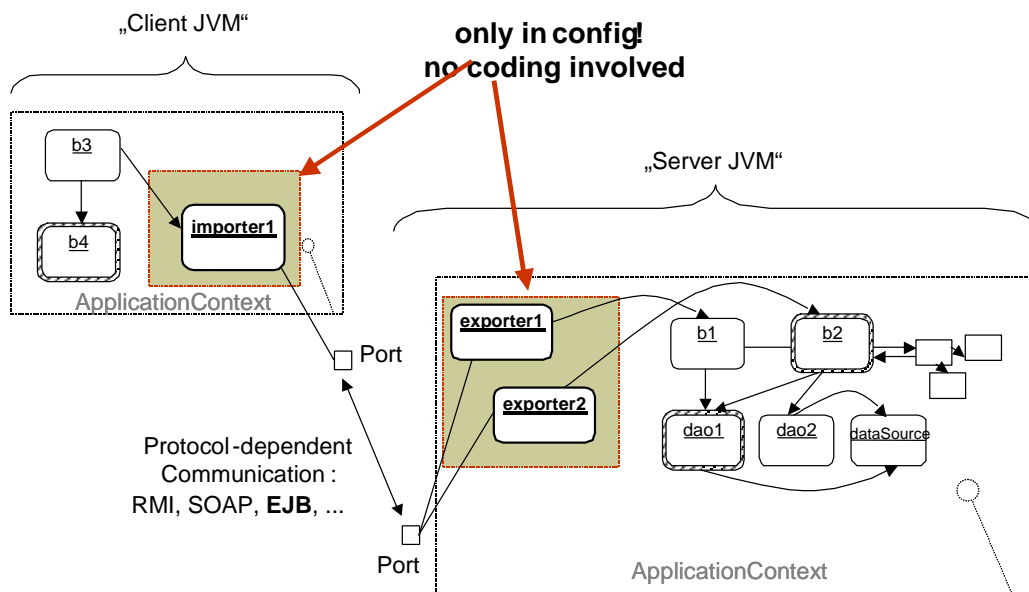 „Client JVM“
only in config!
no coding involved
b3
b4
importer1
ApplicationContext
„Server JVM“
exporter1
exporter2
b1
b2
dao1
dao2
dataSource
Port
Protocol-dependent
Communication :
RMI, SOAP, EJB, ...
Port
ApplicationContext